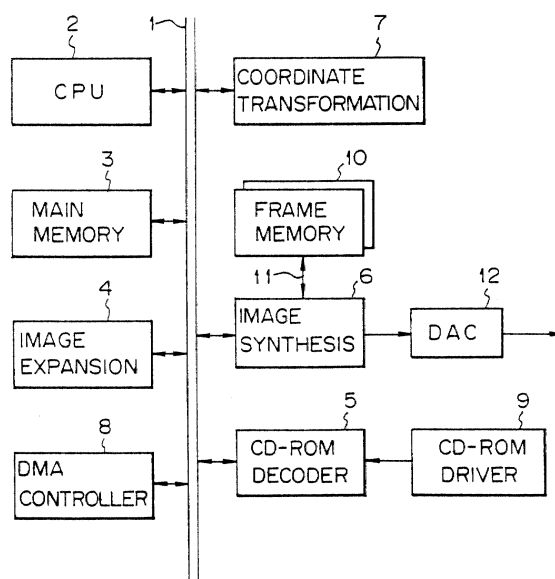 1
2
CPU
7
COORDINATE
TRANSFORMATION
3
MAIN
MEMORY
10
FRAME
MEMORY
11
4
IMAGE
EXPANSION
6
IMAGE
SYNTHESIS
12
DAC
8
DMA
CONTROLLER
5
CD-ROM
DECODER
9
CD-ROM
DRIVER